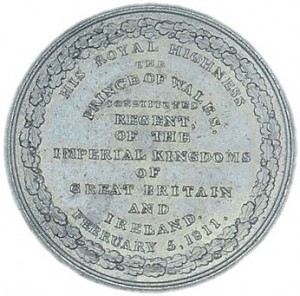 HIS ROYAL HIGHNESS
THE
PRINCE OF WALES.
CONSTITUTED
REGENT,
OF THE
IMPERIAL KINGDOMS
OF
GREAT BRITAIN
AND
IRELAND.
FEBRUARY 5, 1811.